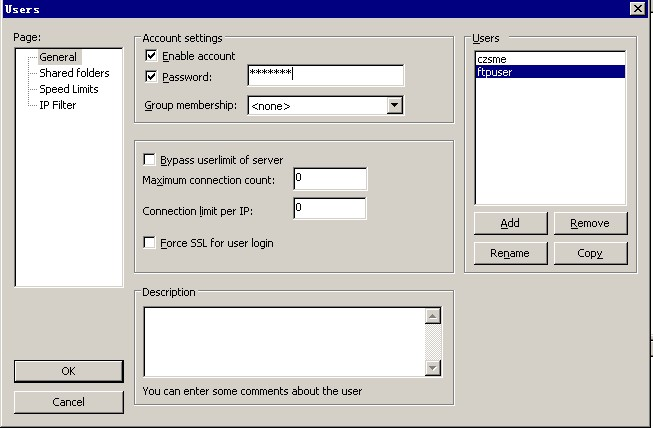 Users
Page:
General
Shared folders
Speed Limits
IP Filter
OK
Cancel
Account settings
Enable account
Password: *******
Group membership: <none>
Bypass userlimit of server
Maximum connection count: 0
Connection limit per IP: 0
Force SSL for user login
Description
You can enter some comments about the user
Users
czsme
ftpuser
Add Remove
Rename Copy